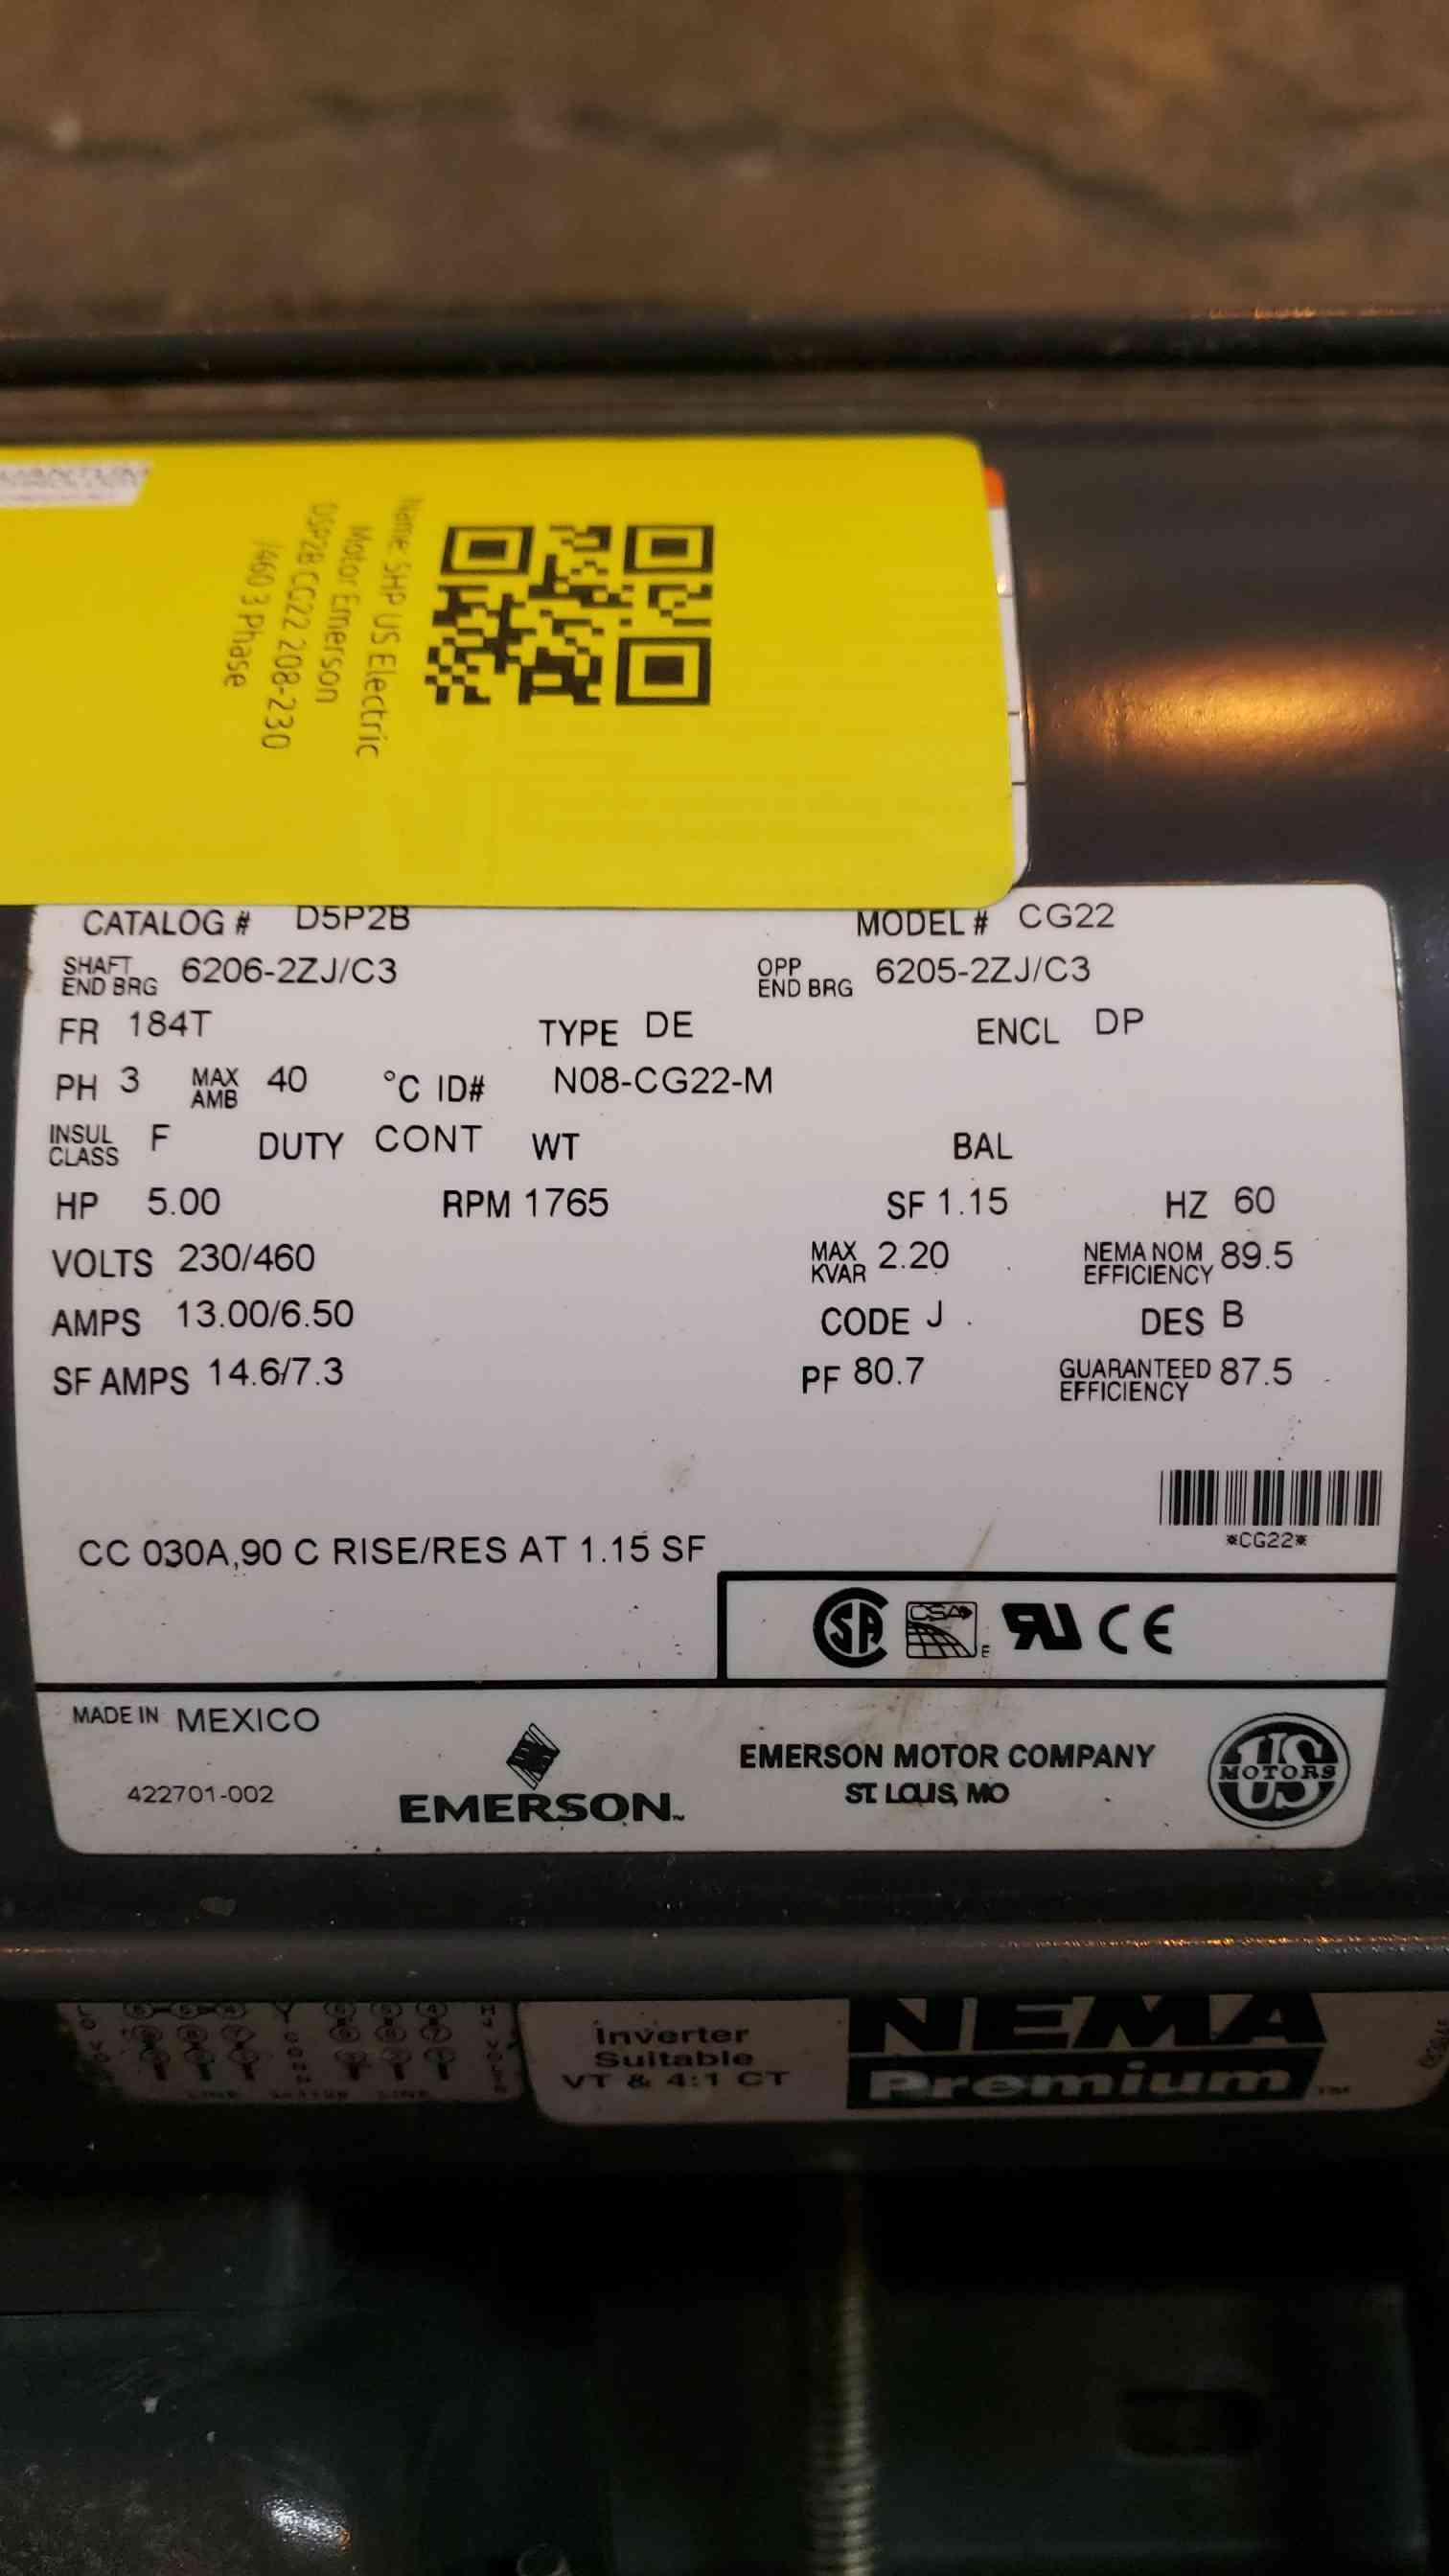 Name: 5HP US Electric
Motor Emerson
D5P2B CG22 208-230
/460 3 Phase
CATALOG # D5P2B MODEL # CG22
SHAFT END BRG 6206-2ZJ/C3 OPP END BRG 6205-2ZJ/C3
FR 184T TYPE DE ENCL DP
PH 3 MAX AMB 40 °C ID# N08-CG22-M
INSUL CLASS F DUTY CONT WT BAL
HP 5.00 RPM 1765 SF 1.15 HZ 60
VOLTS 230/460 MAX KVAR 2.20 NEMA NOM EFFICIENCY 89.5
AMPS 13.00/6.50 CODE J DES B
SF AMPS 14.6/7.3 PF 80.7 GUARANTEED EFFICIENCY 87.5
*CG22*
CC 030A,90 C RISE/RES AT 1.15 SF
SA CSA E RU CE
MADE IN MEXICO
422701-002
EMERSON™
EMERSON MOTOR COMPANY
ST. LOUIS, MO
US MOTORS
Inverter
Suitable
VT & 4:1 CT
NEMA
Premium™